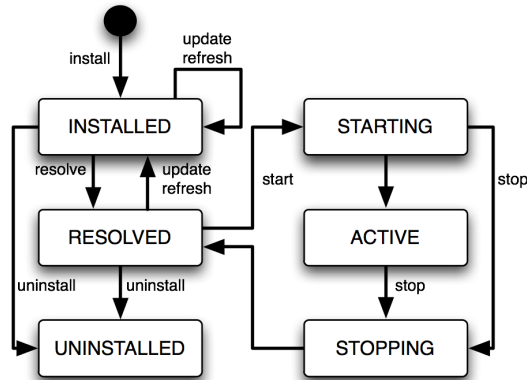 install
update
refresh
INSTALLED
STARTING
resolve
update
refresh
start
stop
RESOLVED
ACTIVE
uninstall
uninstall
stop
UNINSTALLED
STOPPING